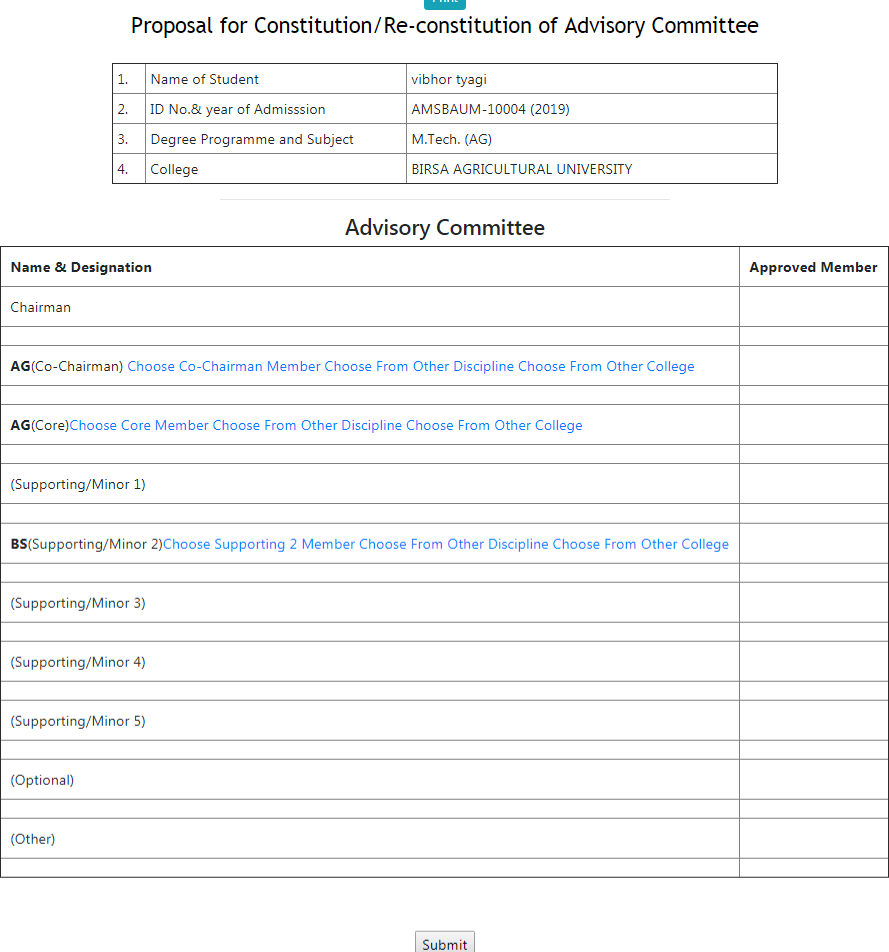 Print
Proposal for Constitution/Re-constitution of Advisory Committee
1. Name of Student vibhor tyagi
2. ID No.& year of Admisssion AMSBAUM-10004 (2019)
3. Degree Programme and Subject M.Tech. (AG)
4. College BIRSA AGRICULTURAL UNIVERSITY
Advisory Committee
Name & Designation Approved Member
Chairman
AG(Co-Chairman) Choose Co-Chairman Member Choose From Other Discipline Choose From Other College
AG(Core)Choose Core Member Choose From Other Discipline Choose From Other College
(Supporting/Minor 1)
BS(Supporting/Minor 2)Choose Supporting 2 Member Choose From Other Discipline Choose From Other College
(Supporting/Minor 3)
(Supporting/Minor 4)
(Supporting/Minor 5)
(Optional)
(Other)
Submit